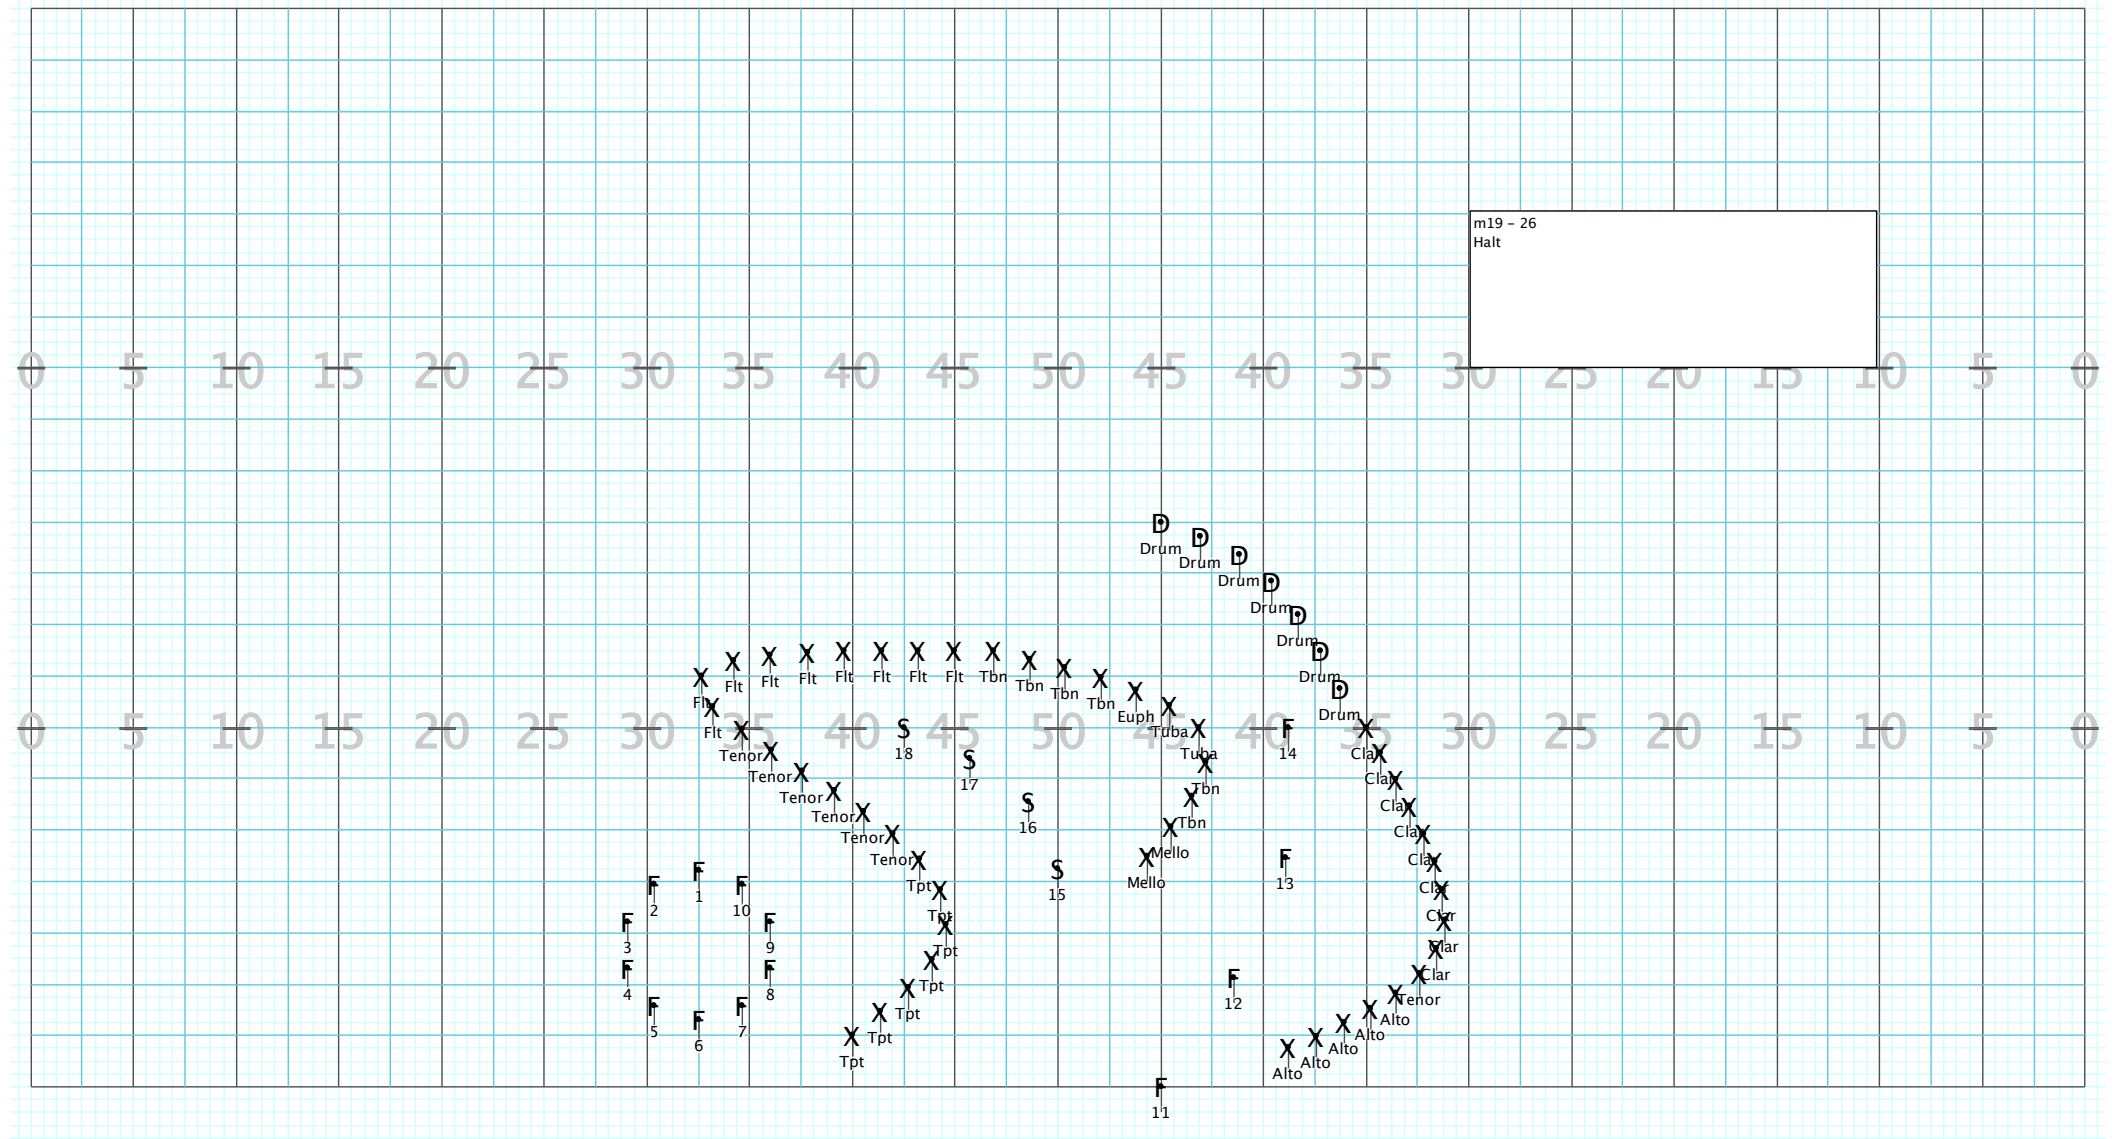 m19 - 26
Halt
0 5 10 15 20 25 30 35 40 45 50 45 40 35 30 25 20 15 10 5 0
D
Drum
D
Drum
D
Drum
D
Drum
D
Drum
D
Drum
D
Drum
X X X X X X X X X X X X X X
Flt Flt Flt Flt Flt Flt Flt Flt Tbn Tbn Tbn Tbn Euph Tuba
0 5 10 15 20 25 30 35 40 45 50 45 40 35 30 25 20 15 10 5 0
X
Flt
X
Tenor
X
Tenor
X
Tenor
X
Tenor
X
Tenor
X
Tenor
X
Tpt
X
Tpt
X
Tpt
X
Tpt
X
Tpt
X
Tpt
X
Tpt
S
18
S
17
S
16
S
15
X
Tuba
X
Tbn
X
Tbn
X
Mello
X
Mello
F
14
F
13
F
12
F
11
X
Clar
X
Clar
X
Clar
X
Clar
X
Clar
X
Clar
X
Clar
X
Clar
X
Clar
X
Tenor
X
Alto
X
Alto
X
Alto
X
Alto
X
Alto
F
1
F
2
F
3
F
4
F
5
F
6
F
7
F
8
F
9
F
10